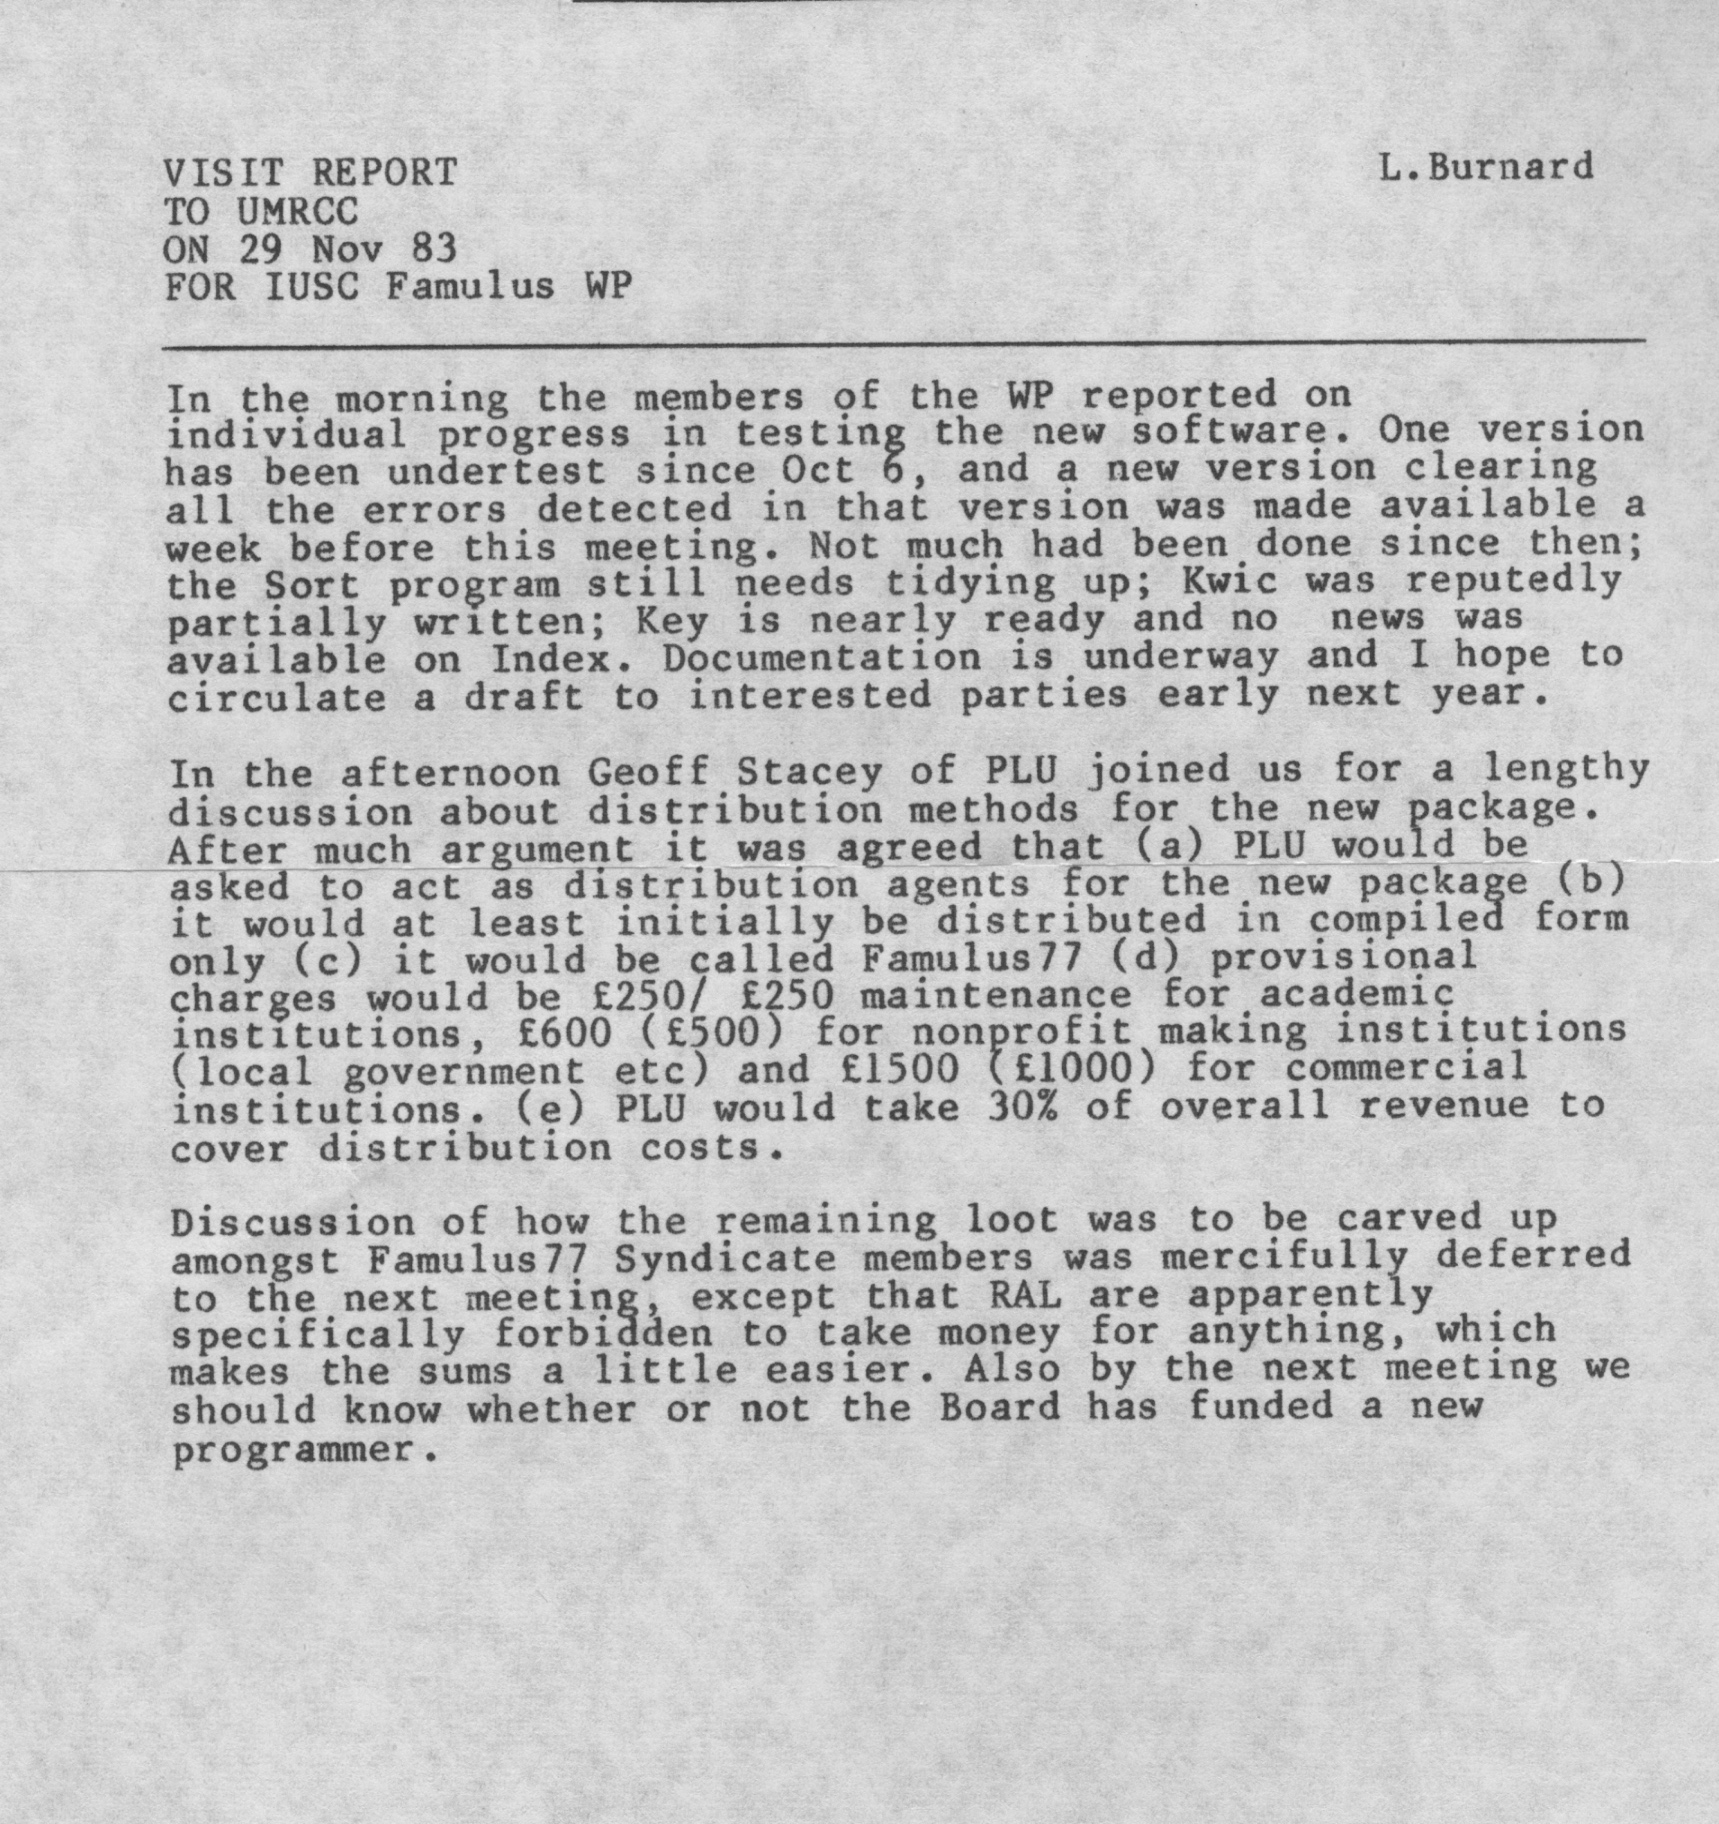 VISIT REPORT
L.Burnard
TO UMRCC
ON 29 Nov 83
FOR IUSC Famulus WP
In the morning the members of the WP reported on
individual progress in testing the new software. One version
has been undertest since Oct 6, and a new version clearing
all the errors detected in that version was made available a
week before this meeting. Not much had been done since then;
the Sort program still needs tidying up; Kwic was reputedly
partially written; Key is nearly ready and no  news was
available on Index. Documentation is underway and I hope to
circulate a draft to interested parties early next year.
In the afternoon Geoff Stacey of PLU joined us for a lengthy
discussion about distribution methods for the new package.
After much argument it was agreed that (a) PLU would be
asked to act as distribution agents for the new package (b)
it would at least initially be distributed in compiled form
only (c) it would be called Famulus77 (d) provisional
charges would be £250/ £250 maintenance for academic
institutions, £600 (£500) for nonprofit making institutions
(local government etc) and £1500 (£1000) for commercial
institutions. (e) PLU would take 30% of overall revenue to
cover distribution costs.
Discussion of how the remaining loot was to be carved up
amongst Famulus77 Syndicate members was mercifully deferred
to the next meeting, except that RAL are apparently
specifically forbidden to take money for anything, which
makes the sums a little easier. Also by the next meeting we
should know whether or not the Board has funded a new
programmer.